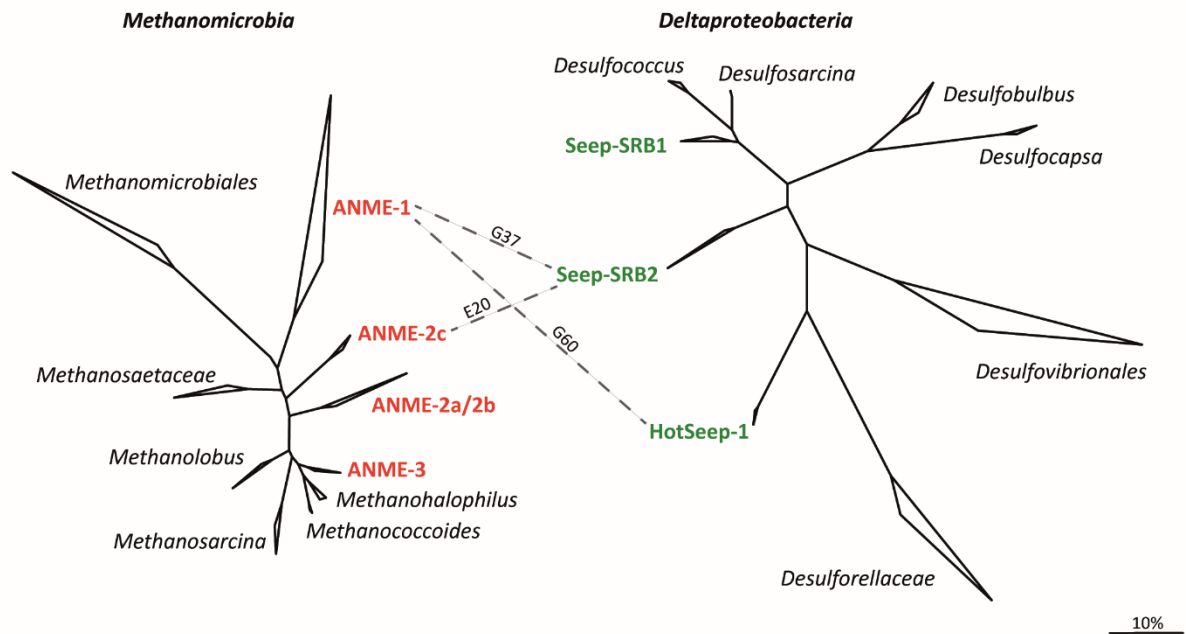 Methanomicrobia
Deltaproteobacteria
Desulfococcus
Desulfosarcina
Desulfobulbus
Seep-SRB1
Desulfocapsa
Methanomicrobiales
ANME-1
G37
Seep-SRB2
E20
ANME-2c
G60
Methanosaetaceae
Desulfovibrionales
ANME-2a/2b
HotSeep-1
Methanolobus
ANME-3
Methanohalophilus
Methanococcoides
Methanosarcina
Desulforellaceae
10%